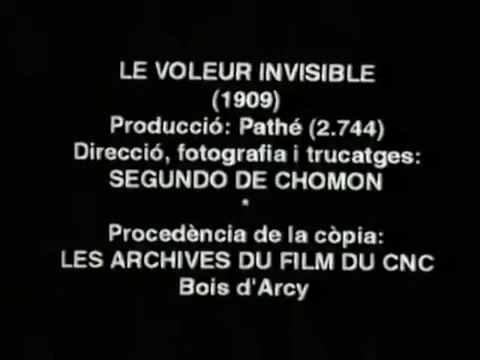 LE VOLEUR INVISIBLE
(1909)
Producció: Pathé (2.744)
Direcció, fotografia i trucatges:
SEGUNDO DE CHOMON
*
Procedència de la còpia:
LES ARCHIVES DU FILM DU CNC
Bois d'Arcy